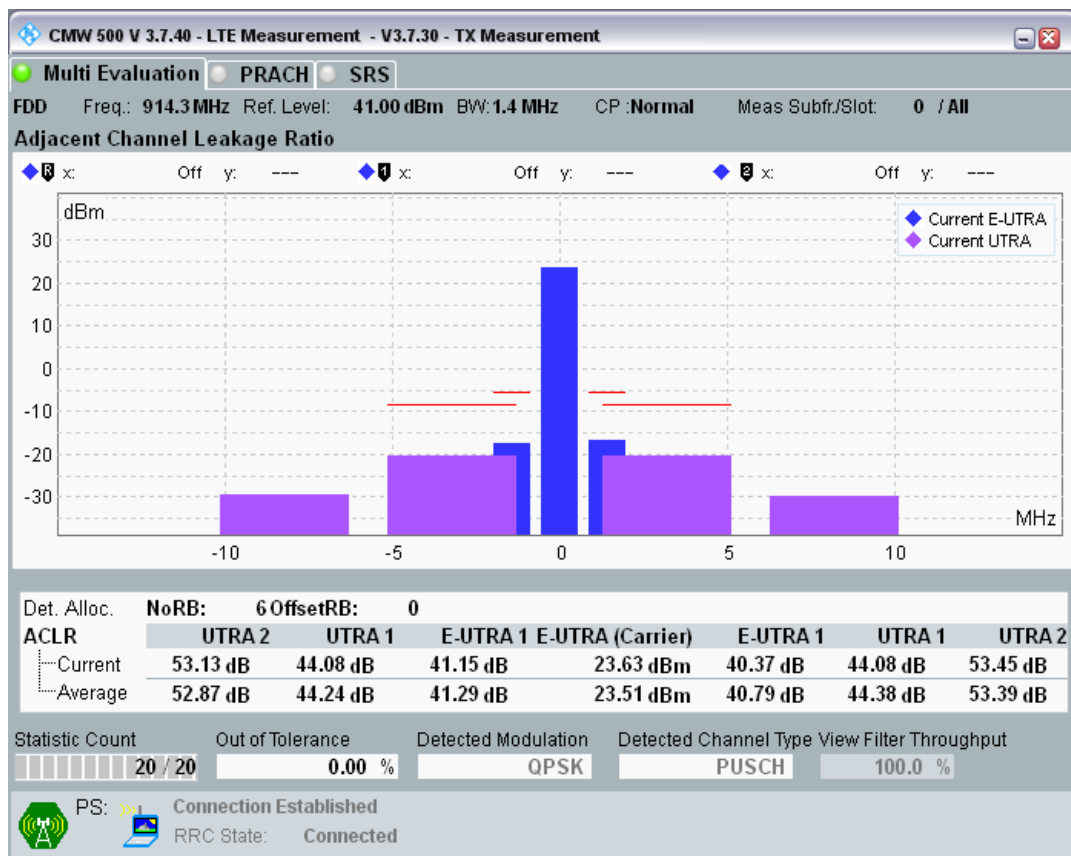 CMW 500 V 3.7.40 - LTE Measurement - V3.7.30 - TX Measurement
Multi Evaluation PRACH SRS
FDD Freq.: 914.3 MHz Ref. Level: 41.00 dBm BW: 1.4 MHz CP :Normal Meas Subfr./Slot: 0 / All
Adjacent Channel Leakage Ratio
R x: Off y: --- 1 x: Off y: --- 2 x: Off y: ---
dBm
Current E-UTRA
Current UTRA
30
20
10
0
-10
-20
-30
MHz
-10 -5 0 5 10
Det. Alloc. NoRB: 6 OffsetRB: 0
ACLR UTRA 2 UTRA 1 E-UTRA 1 E-UTRA (Carrier) E-UTRA 1 UTRA 1 UTRA 2
Current 53.13 dB 44.08 dB 41.15 dB 23.63 dBm 40.37 dB 44.08 dB 53.45 dB
Average 52.87 dB 44.24 dB 41.29 dB 23.51 dBm 40.79 dB 44.38 dB 53.39 dB
Statistic Count Out of Tolerance Detected Modulation Detected Channel Type View Filter Throughput
20 / 20 0.00 % QPSK PUSCH 100.0 %
PS: Connection Established
RRC State: Connected